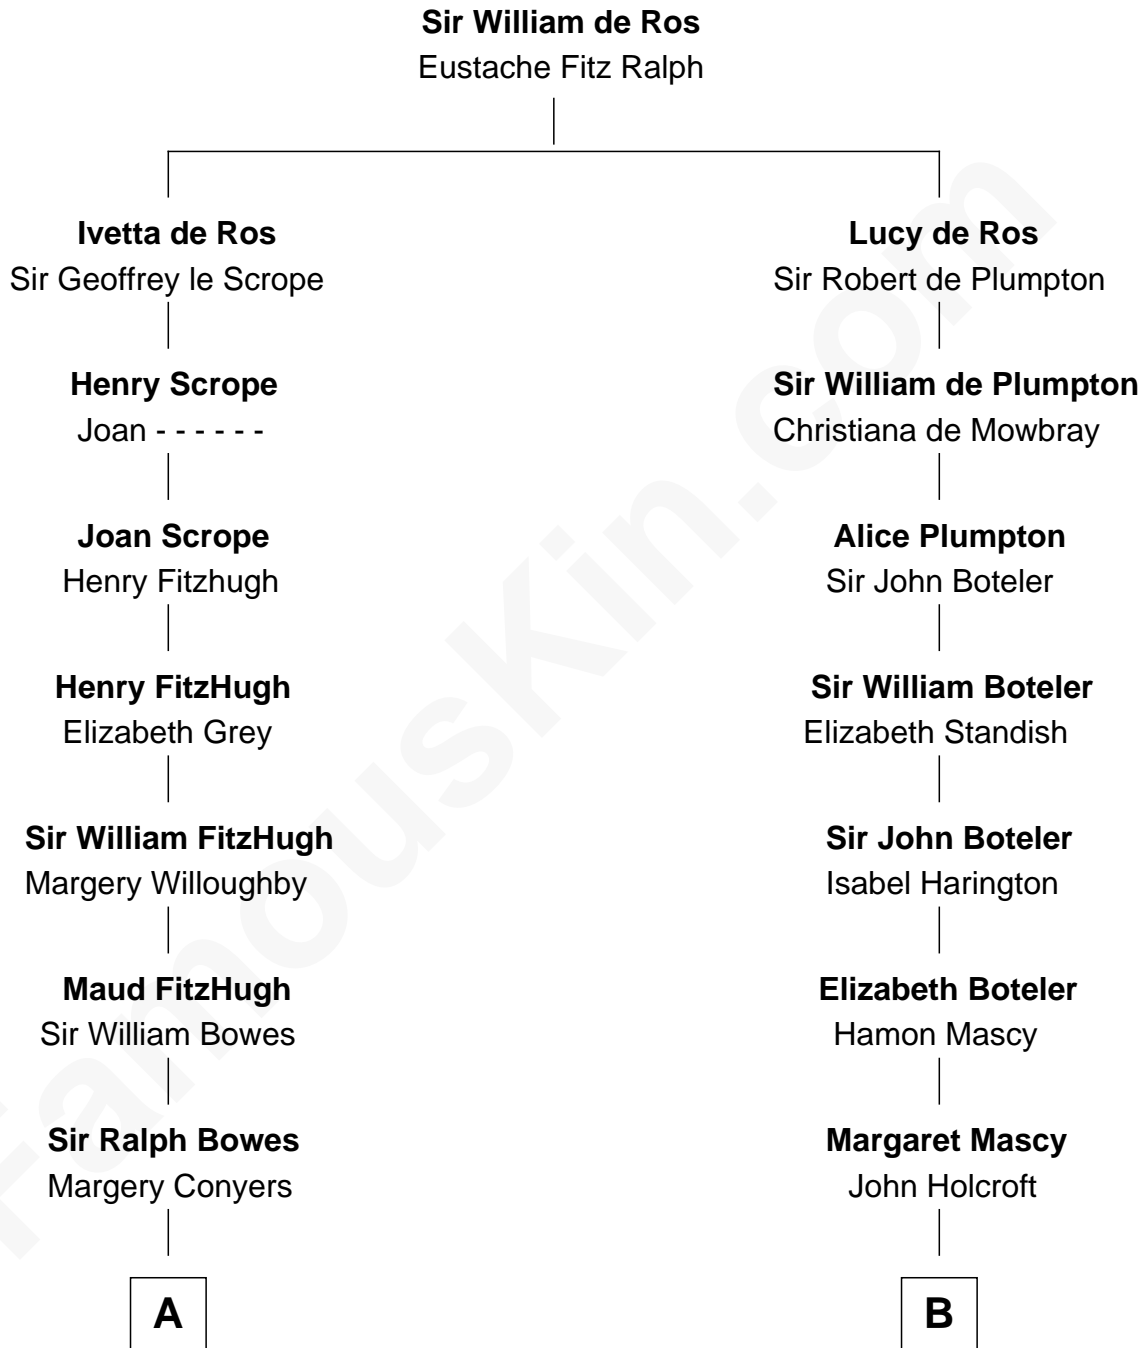 Sir William de Ros
Eustache Fitz Ralph
Ivetta de Ros
Sir Geoffrey le Scrope
Lucy de Ros
Sir Robert de Plumpton
Henry Scrope
Joan - - - - - -
Sir William de Plumpton
Christiana de Mowbray
Joan Scrope
Henry Fitzhugh
Alice Plumpton
Sir John Boteler
Henry FitzHugh
Elizabeth Grey
Sir William Boteler
Elizabeth Standish
Sir William FitzHugh
Margery Willoughby
Sir John Boteler
Isabel Harington
Maud FitzHugh
Sir William Bowes
Elizabeth Boteler
Hamon Mascy
Sir Ralph Bowes
Margery Conyers
Margaret Mascy
John Holcroft
A
B
FamousKin.com